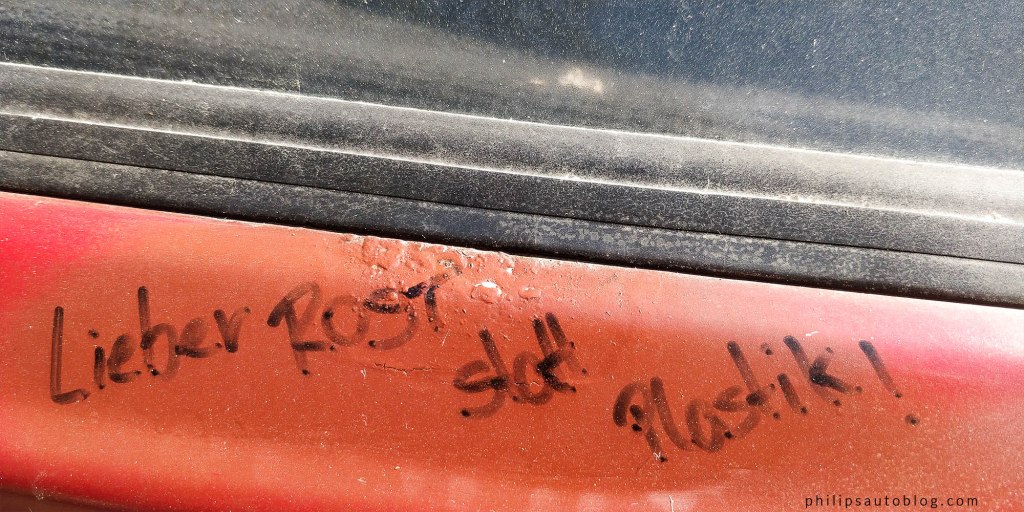 Lieber Rost
statt
Plastik!
philipsautoblog.com